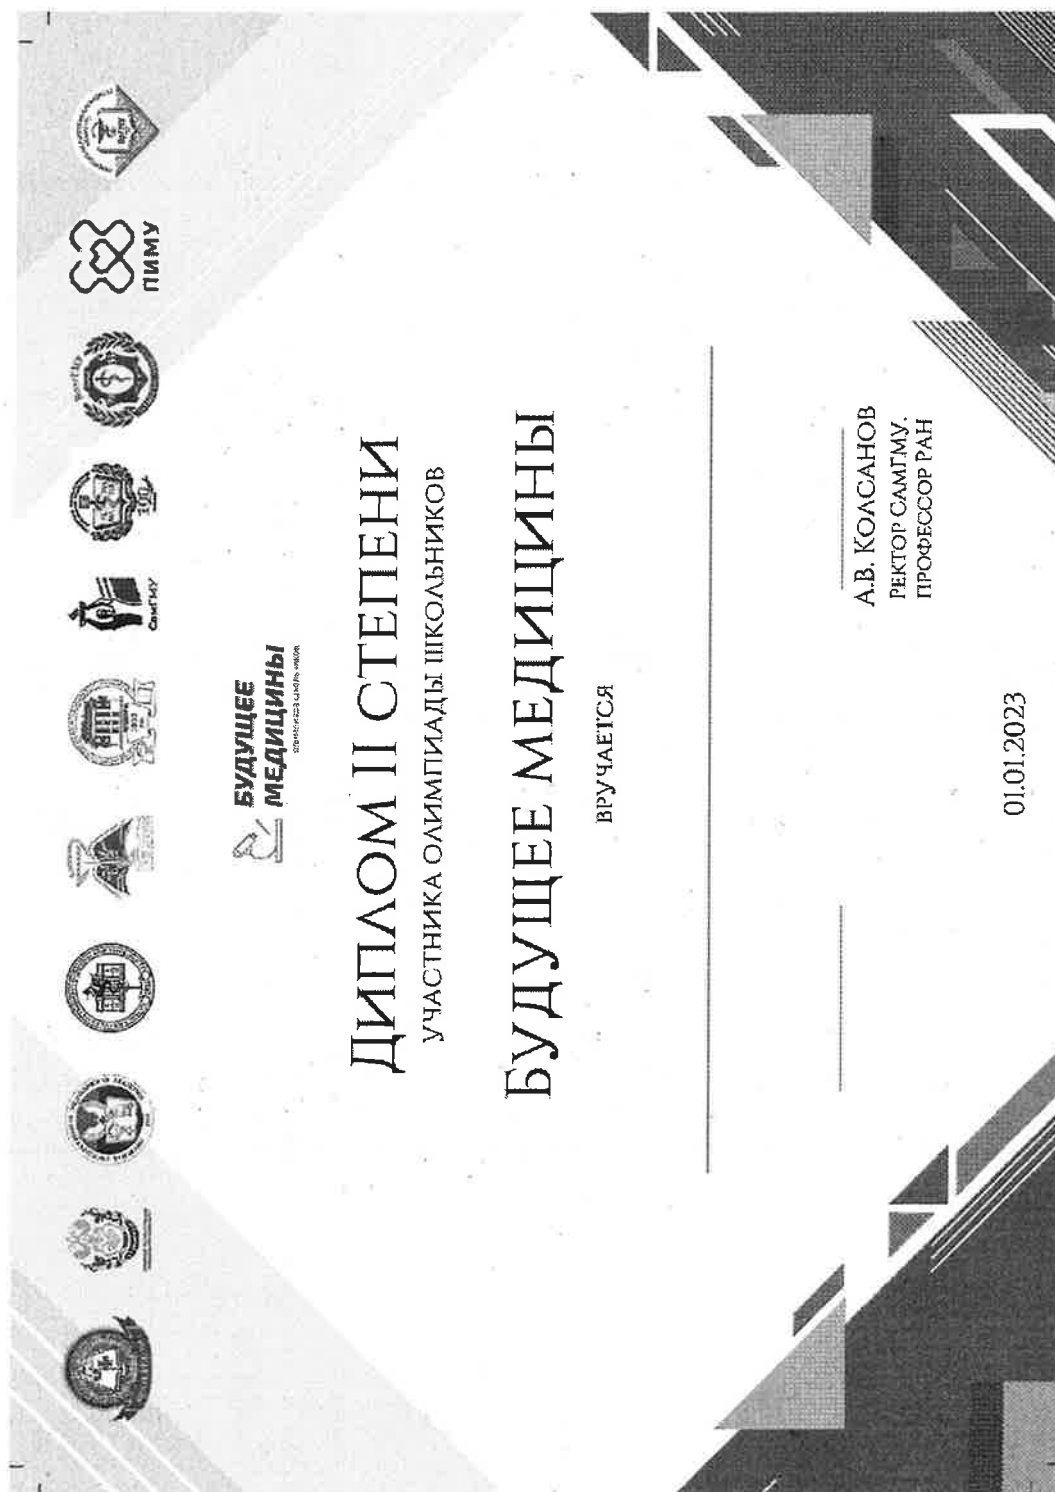 ПИМУ
СамГМУ
БУДУЩЕЕ
МЕДИЦИНЫ
ДИПЛОМ II СТЕПЕНИ
УЧАСТНИКА ОЛИМПИАДЫ ШКОЛЬНИКОВ
БУДУЩЕЕ МЕДИЦИНЫ
ВРУЧАЕТСЯ
А.В. КОЛСАНОВ
РЕКТОР САМГМУ,
ПРОФЕССОР РАН
01.01.2023